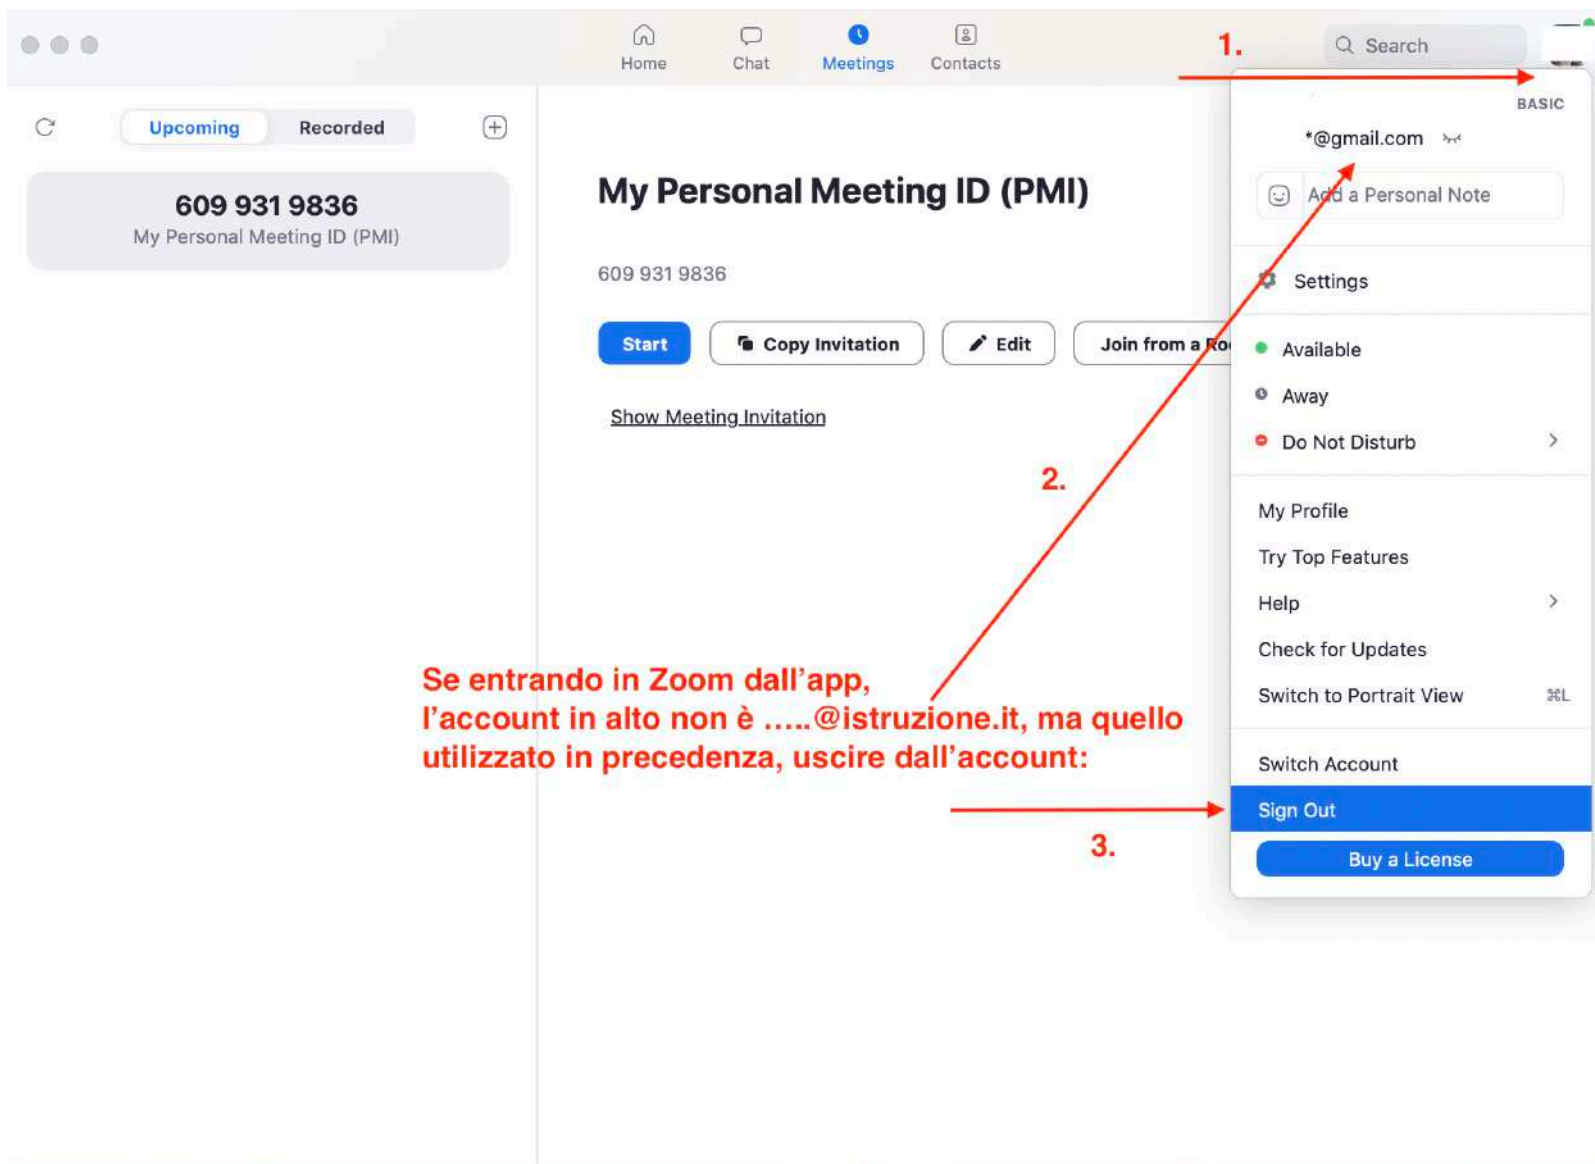 Home
Chat
Meetings
Contacts
1.
Search
Upcoming
Recorded
BASIC
*@gmail.com
609 931 9836
My Personal Meeting ID (PMI)
My Personal Meeting ID (PMI)
609 931 9836
Start
Copy Invitation
Edit
Join from a Roo
Show Meeting Invitation
Add a Personal Note
Settings
Available
Away
Do Not Disturb
2.
My Profile
Try Top Features
Help
Check for Updates
Switch to Portrait View ⌘L
Se entrando in Zoom dall'app,
l'account in alto non è .....@istruzione.it, ma quello
utilizzato in precedenza, uscire dall'account:
Switch Account
Sign Out
3.
Buy a License